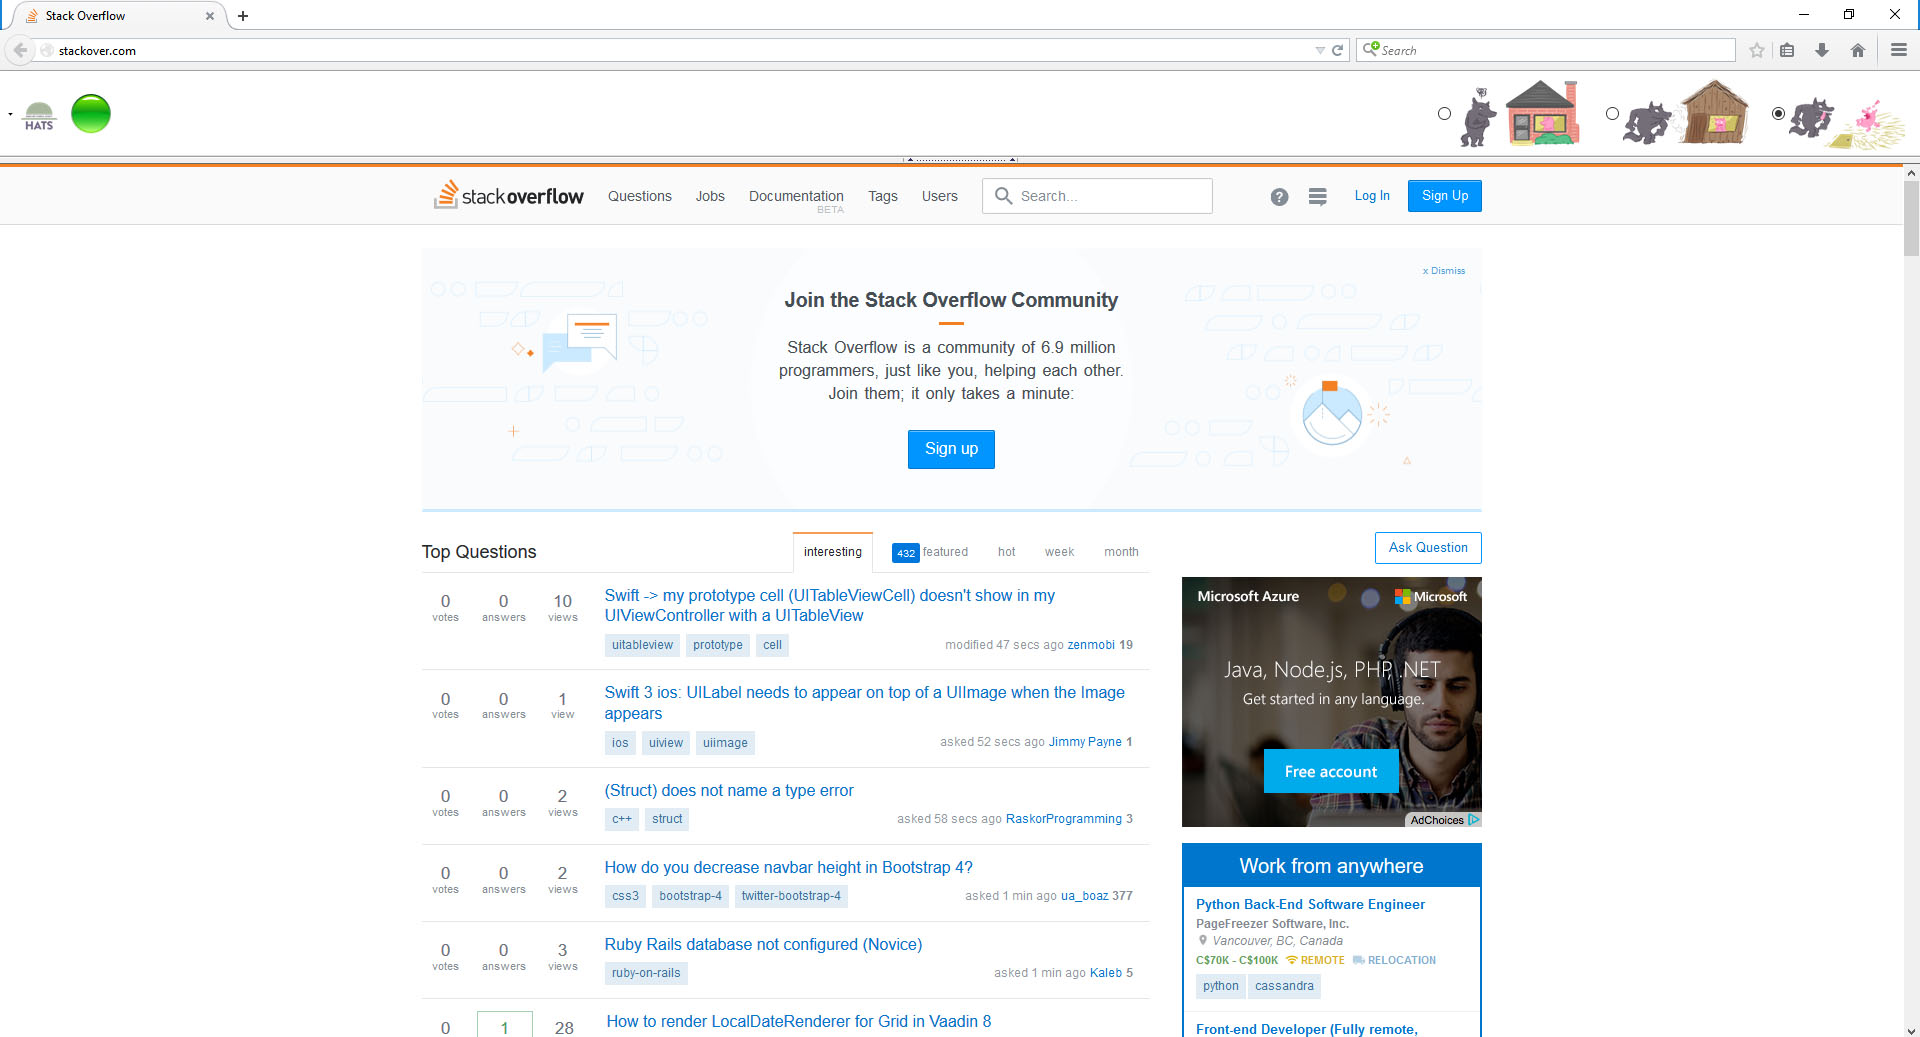 Stack Overflow
stackover.com
Search
HATS
stackoverflow
Questions
Jobs
Documentation
BETA
Tags
Users
Search...
Log In
Sign Up
x Dismiss
Join the Stack Overflow Community
Stack Overflow is a community of 6.9 million
programmers, just like you, helping each other.
Join them; it only takes a minute:
Sign up
Top Questions
interesting
432 featured
hot
week
month
Ask Question
0 votes
0 answers
10 views
Swift -> my prototype cell (UITableViewCell) doesn't show in my
UIViewController with a UITableView
uitableview prototype cell
modified 47 secs ago zenmobi 19
0 votes
0 answers
1 view
Swift 3 ios: UILabel needs to appear on top of a UIImage when the Image
appears
ios uiview uiimage
asked 52 secs ago Jimmy Payne 1
0 votes
0 answers
2 views
(Struct) does not name a type error
c++ struct
asked 58 secs ago RaskorProgramming 3
0 votes
0 answers
2 views
How do you decrease navbar height in Bootstrap 4?
css3 bootstrap-4 twitter-bootstrap-4
asked 1 min ago ua_boaz 377
0 votes
0 answers
3 views
Ruby Rails database not configured (Novice)
ruby-on-rails
asked 1 min ago Kaleb 5
0
1
28
How to render LocalDateRenderer for Grid in Vaadin 8
Microsoft Azure
Microsoft
Java, Node.js, PHP, .NET
Get started in any language.
Free account
AdChoices
Work from anywhere
Python Back-End Software Engineer
PageFreezer Software, Inc.
Vancouver, BC, Canada
C$70K - C$100K REMOTE RELOCATION
python cassandra
Front-end Developer (Fully remote,